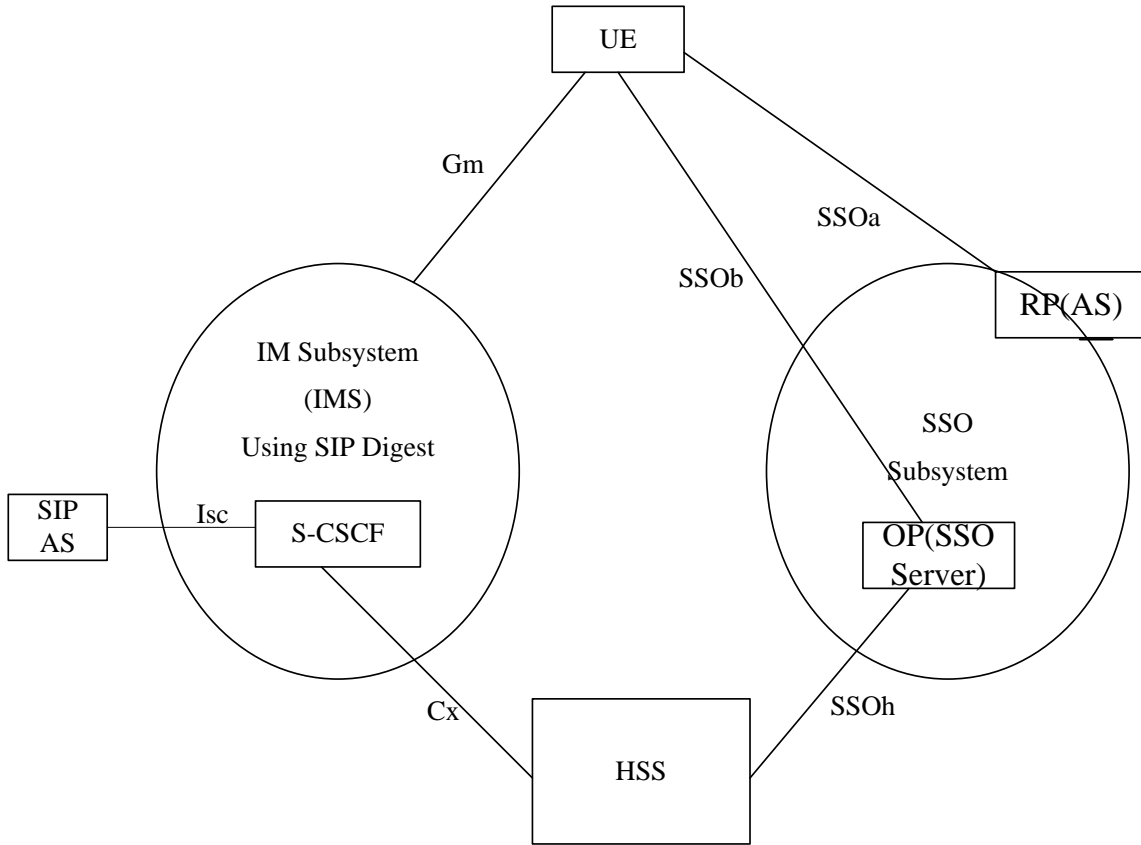 UE
Gm
SSOa
SSOb
RP(AS)
IM Subsystem
(IMS)
Using SIP Digest
SSO
Subsystem
SIP
AS
Isc
S-CSCF
OP(SSO
Server)
Cx
SSOh
HSS